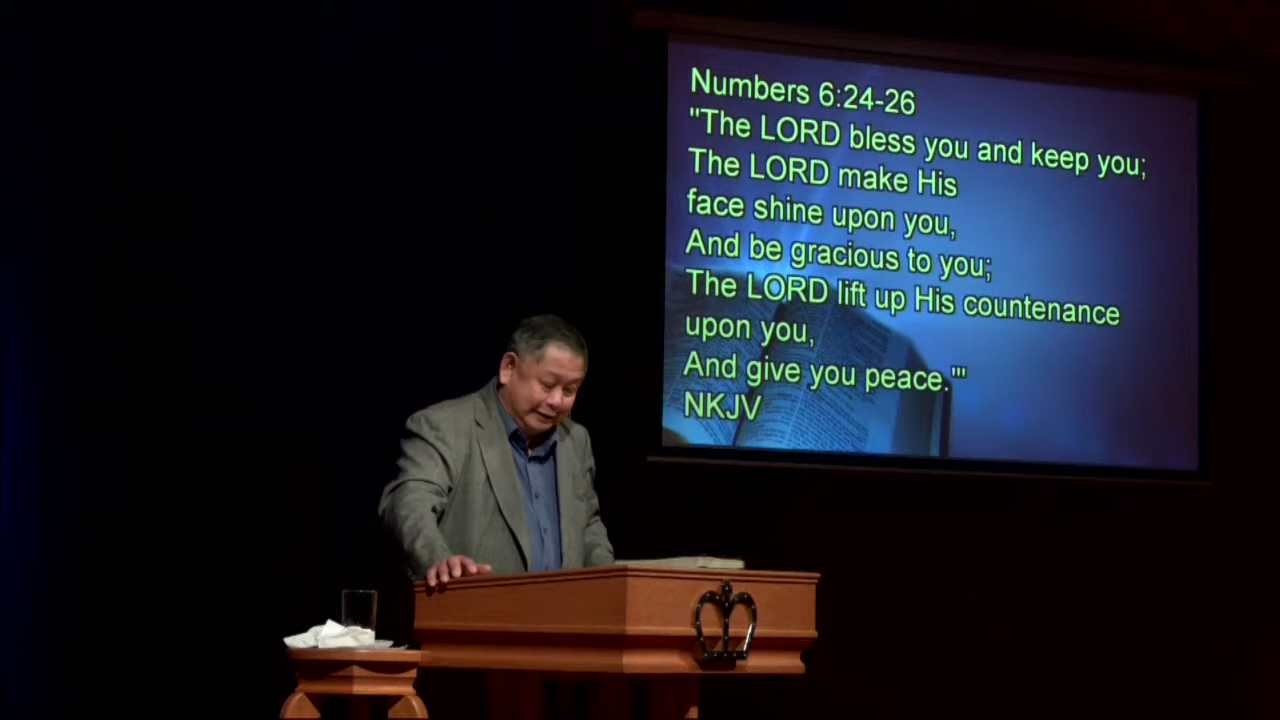 Numbers 6:24-26
"The LORD bless you and keep you;
The LORD make His
face shine upon you,
And be gracious to you;
The LORD lift up His countenance
upon you,
And give you peace."'
NKJV